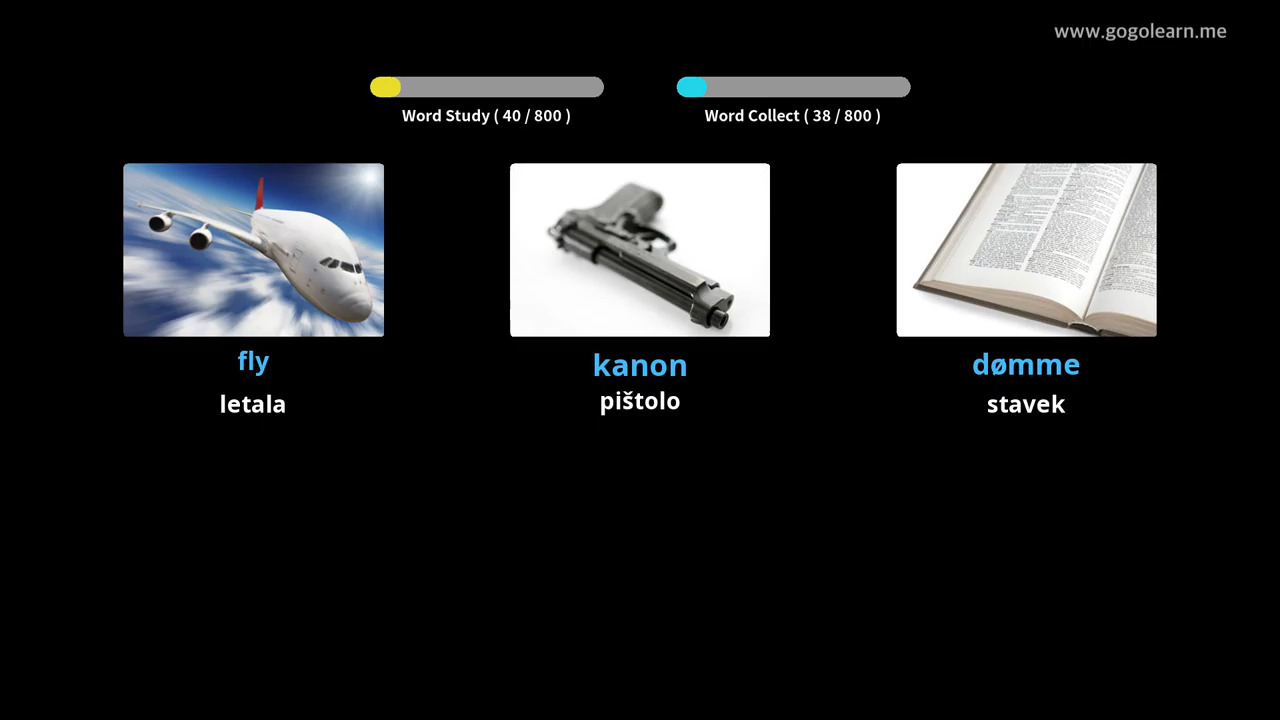 www.gogolearn.me
Word Study ( 40 / 800 )
Word Collect ( 38 / 800 )
fly
kanon
dømme
letala
pištolo
stavek